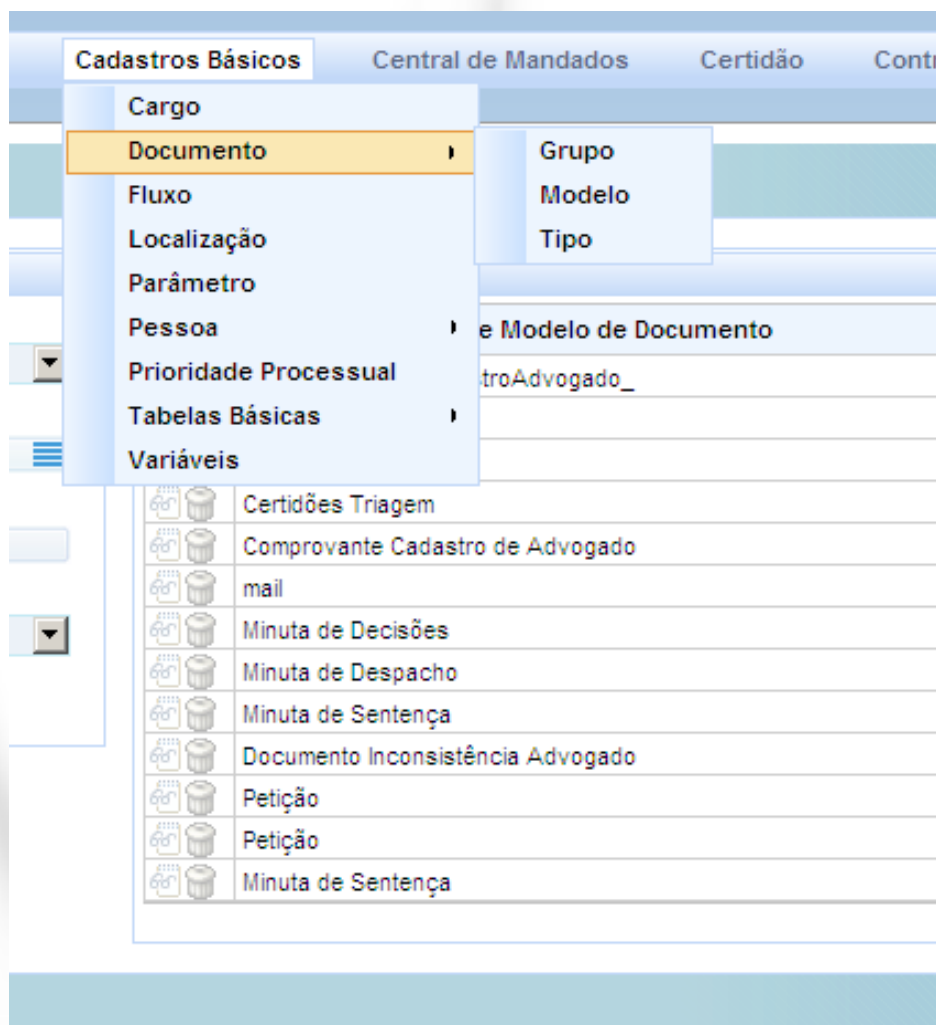 Cadastros Básicos Central de Mandados Certidão Contr
Cargo
Documento Grupo
Fluxo Modelo
Localização Tipo
Parâmetro
Pessoa e Modelo de Documento
Prioridade Processual troAdvogado_
Tabelas Básicas
Variáveis
Certidões Triagem
Comprovante Cadastro de Advogado
mail
Minuta de Decisões
Minuta de Despacho
Minuta de Sentença
Documento Inconsistência Advogado
Petição
Petição
Minuta de Sentença